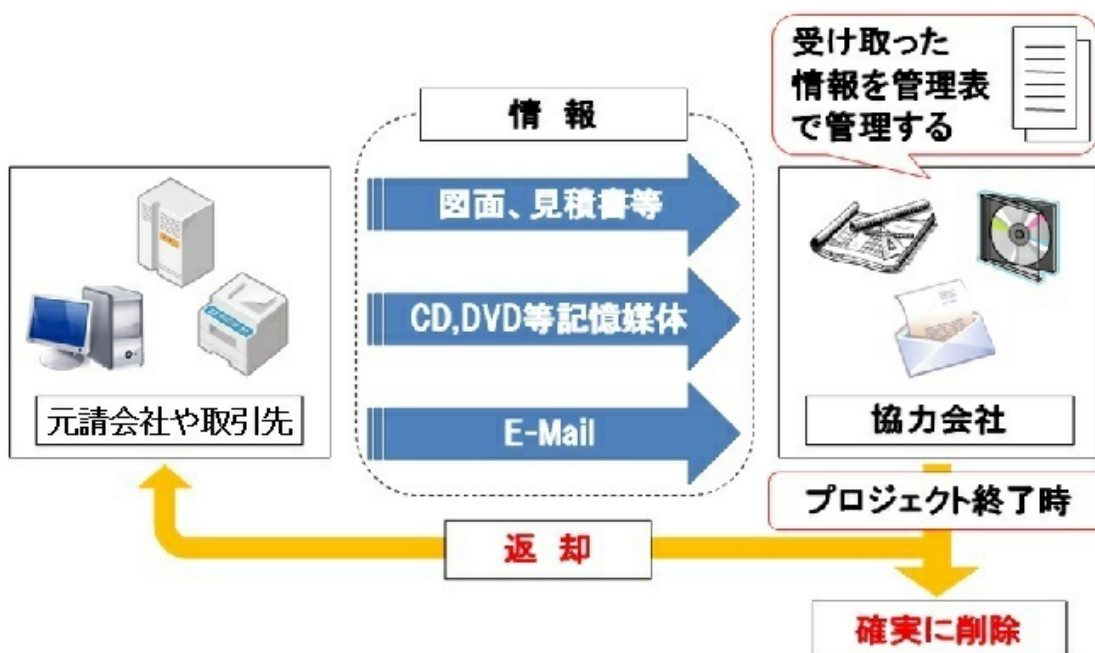 受け取った
情報を管理表
で管理する
情 報
図面、見積書等
CD,DVD等記憶媒体
E-Mail
元請会社や取引先
協力会社
プロジェクト終了時
返 却
確実に削除